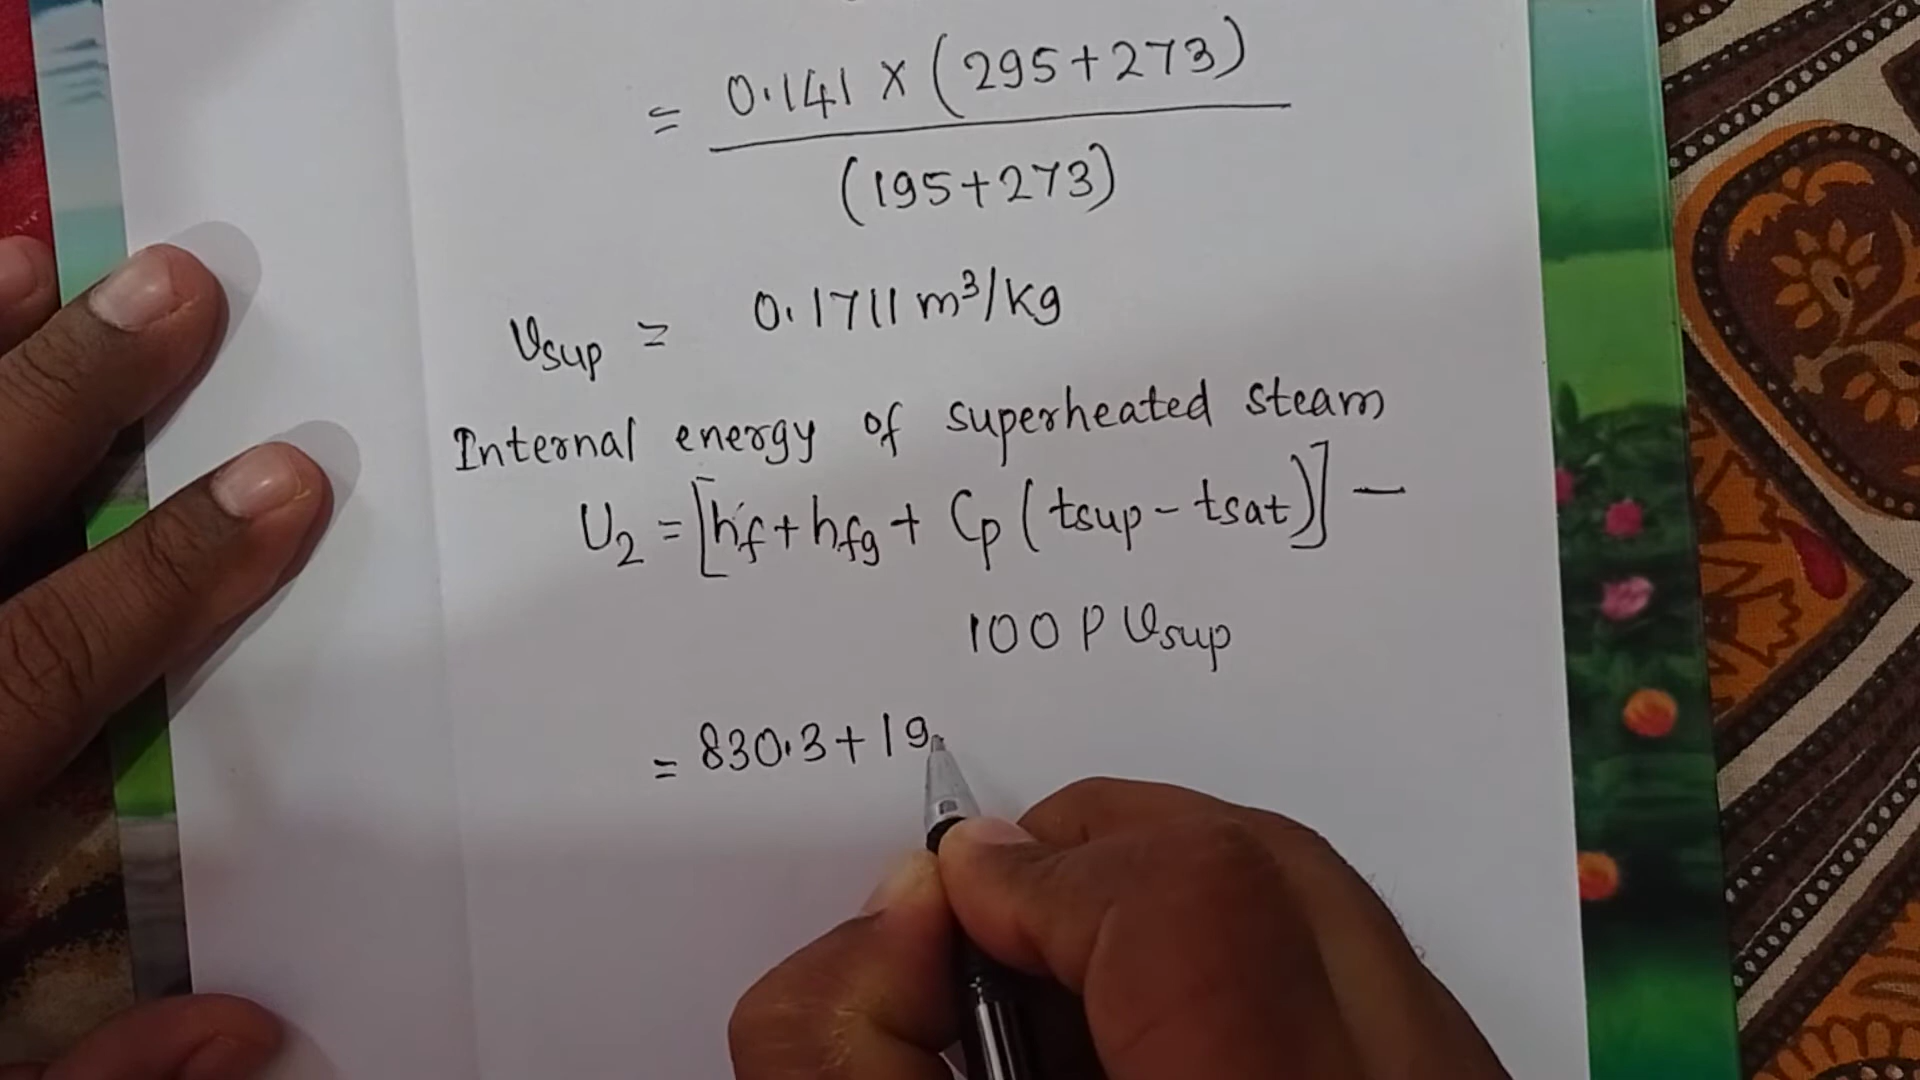 = 0.141 x (295+273)
(195+273)
vsup = 0.1711 m³/kg
Internal energy of superheated steam
U2 = [hf + hfg + Cp (tsup - tsat)] -
100 P vsup
= 830.3 + 19